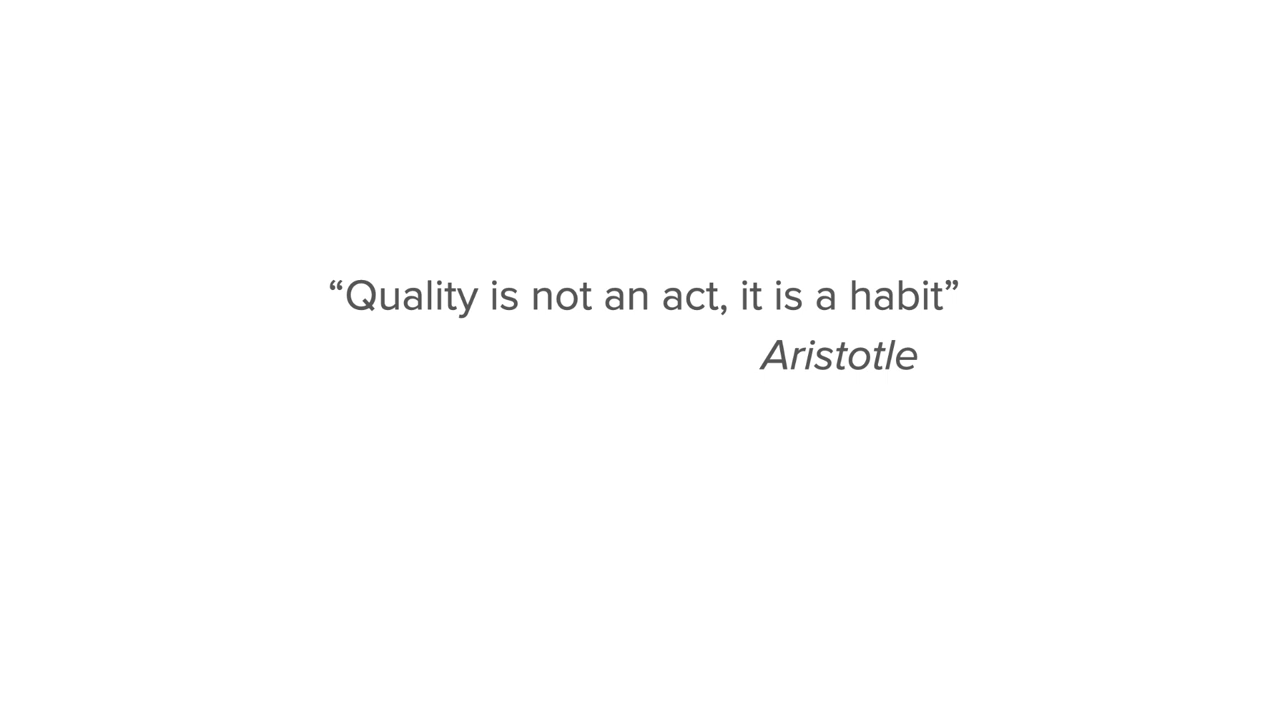 “Quality is not an act, it is a habit”
Aristotle